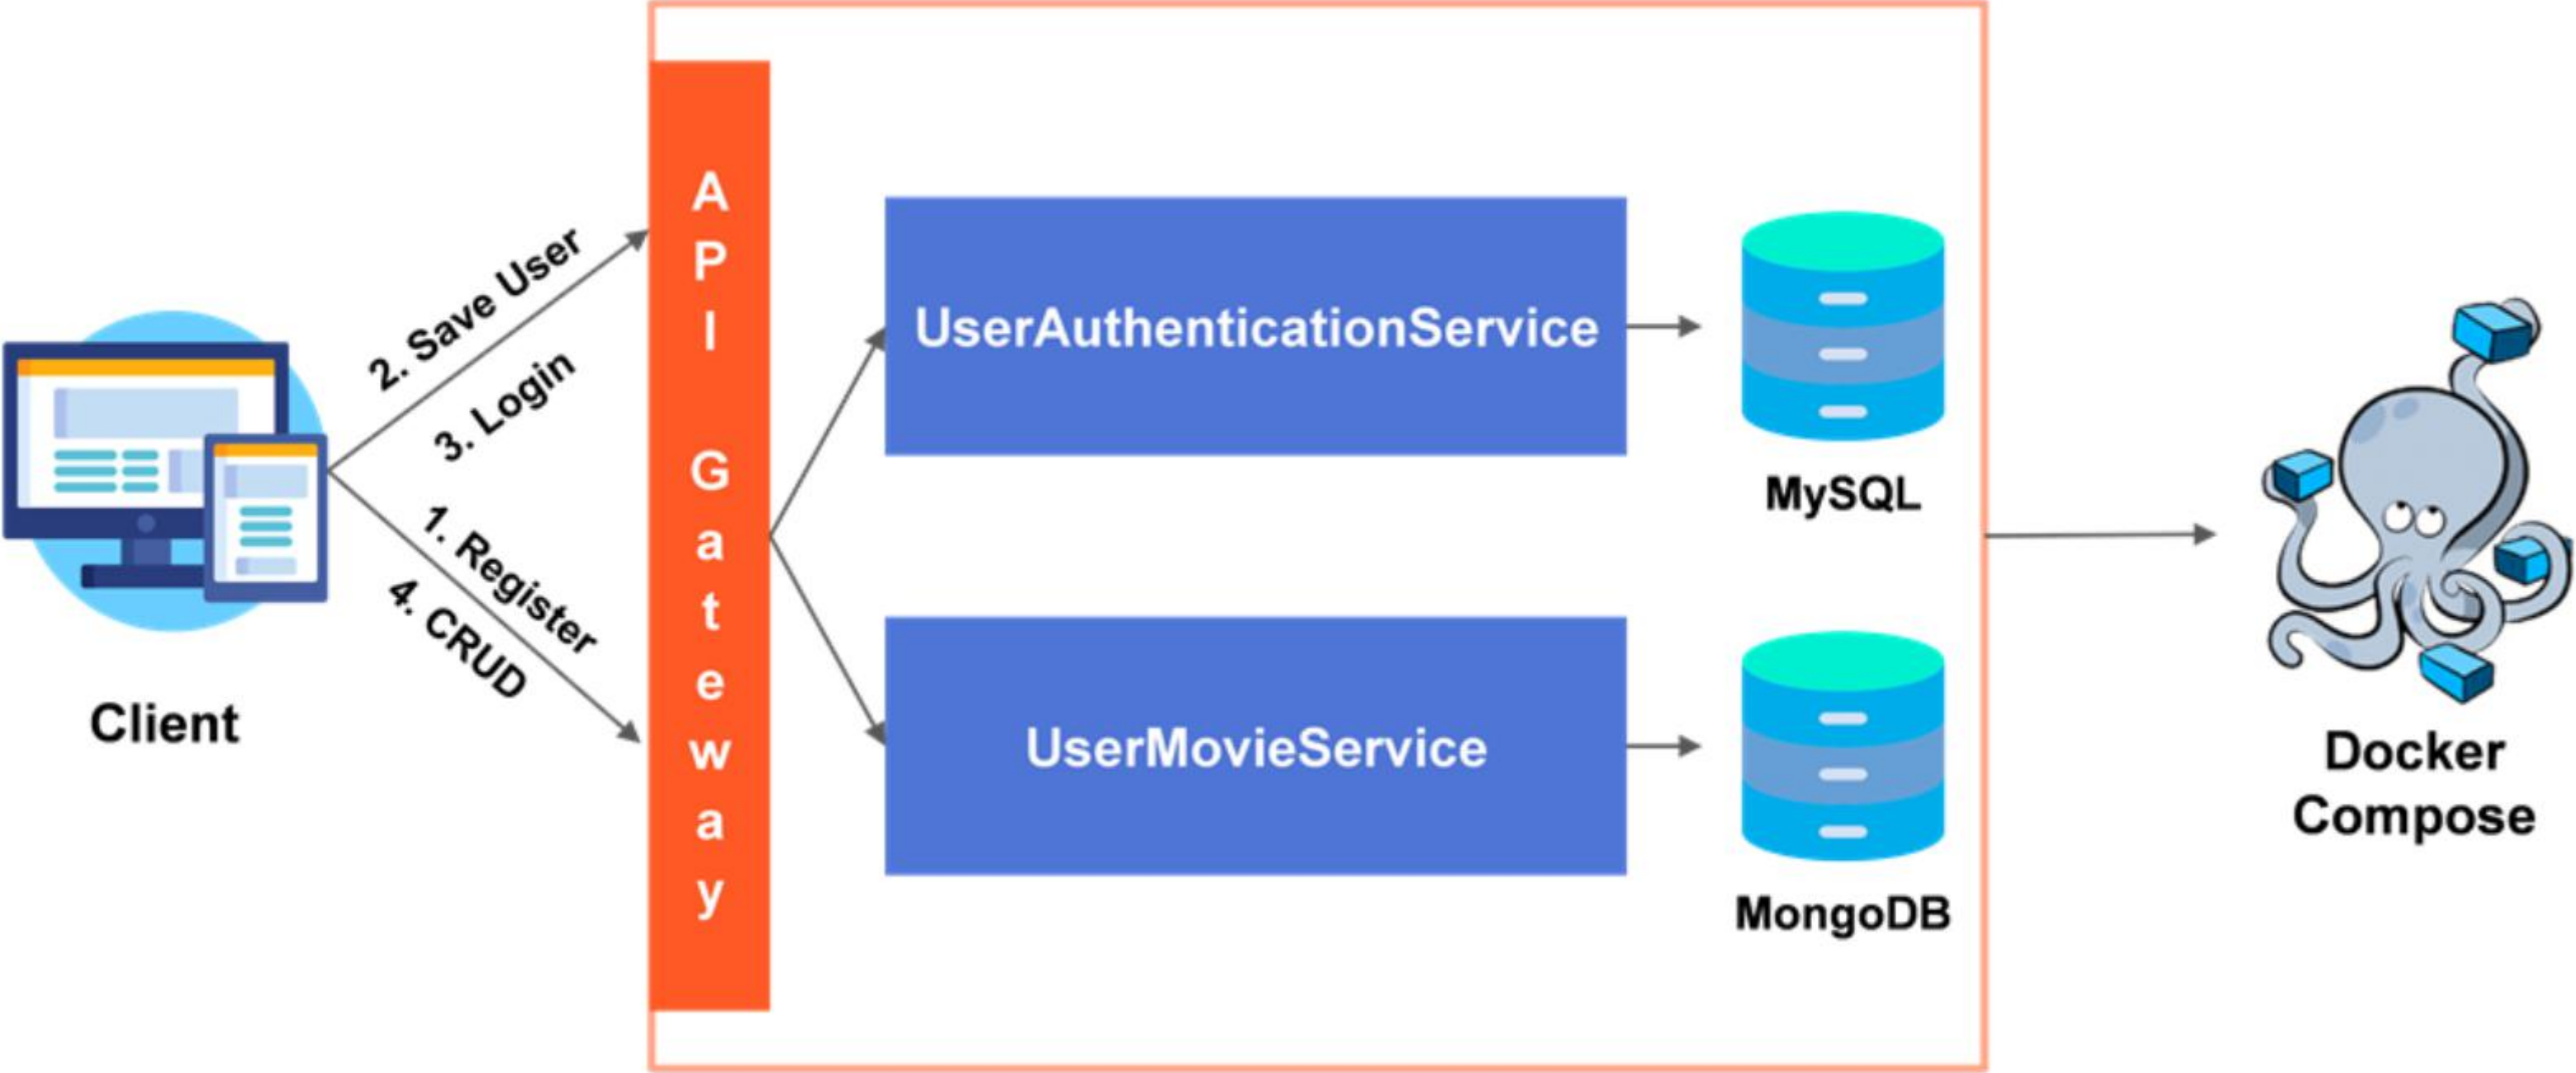 2. Save User
3. Login
1. Register
4. CRUD
Client
API Gateway
UserAuthenticationService
MySQL
UserMovieService
MongoDB
Docker
Compose